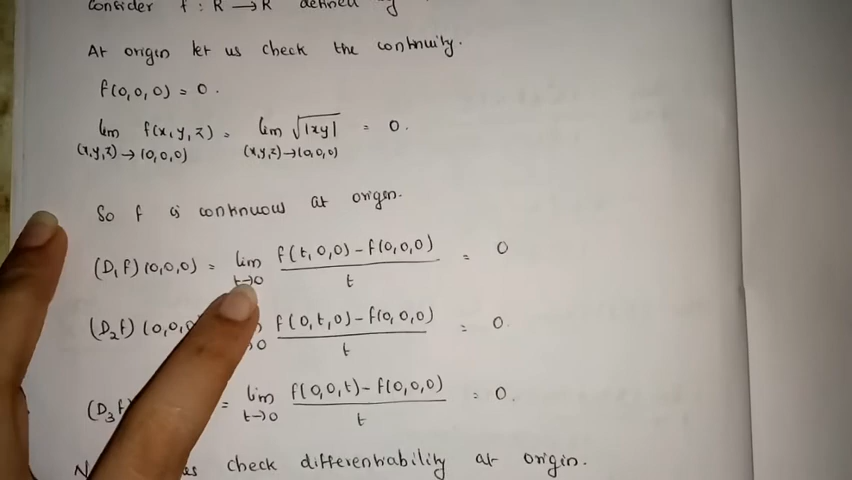 Consider f : R → R defined by
At origin let us check the continuity.
f(0,0,0) = 0.
lim f(x,y,z) = lim √|xy| = 0.
(x,y,z)→(0,0,0) (x,y,z)→(0,0,0)
So f is continuous at origin.
(D₁f)(0,0,0) = lim t→0 f(t,0,0) – f(0,0,0) / t = 0
(D₂f)(0,0,0 →0 f(0,t,0) – f(0,0,0) / t = 0.
(D₃f = lim t→0 f(0,0,t) – f(0,0,0) / t = 0.
check differentiability at origin.